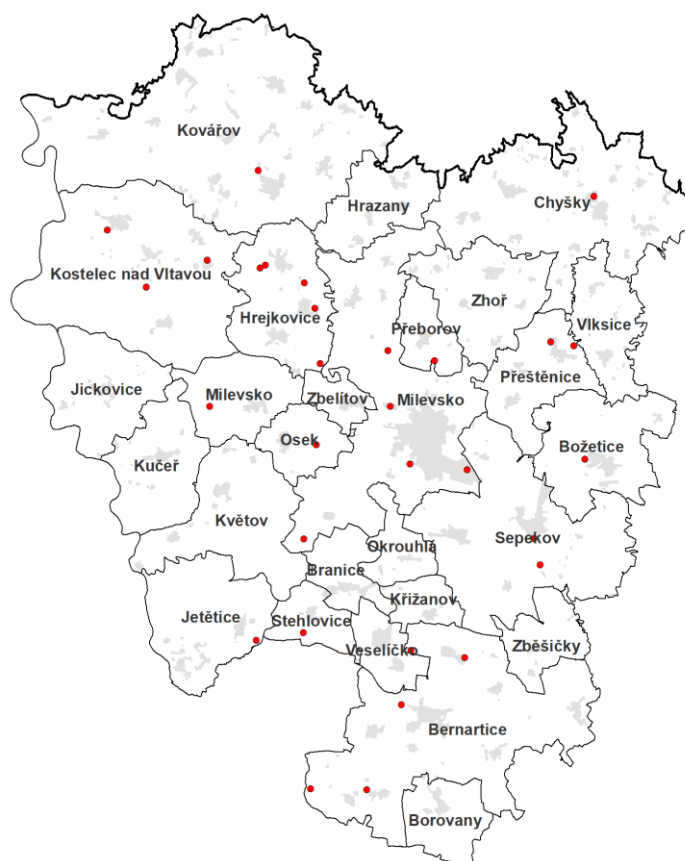 Kovářov
Chyšky
Hrazany
Kostelec nad Vltavou
Zhoř
Hrejkovice
Přeborov
Vlksice
Jickovice
Milevsko
Zbelítov
Milevsko
Přeštěnice
Osek
Božetice
Kučeř
Květov
Okrouhlá
Sepekov
Branice
Křižanov
Jetětice
Stehlovice
Veselíčko
Zběšičky
Bernartice
Borovany